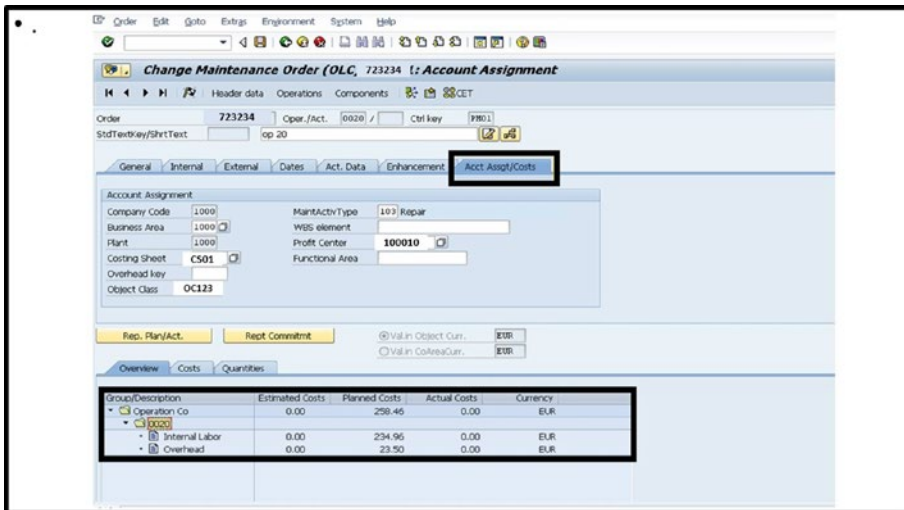 Order Edit Goto Extras Environment System Help
Change Maintenance Order (OLC, 723234 (: Account Assignment
Header data Operations Components CET
Order 723234 Oper./Act. 0020 / Ctrl key PM01
StdTextKey/ShrtText op 20
General Internal External Dates Act. Data Enhancement Acct Assgt/Costs
Account Assignment
Company Code 1000 MaintActivType 103 Repair
Business Area 1000 WBS element
Plant 1000 Profit Center 100010
Costing Sheet CS01 Functional Area
Overhead key
Object Class OC123
Rep. Plan/Act. Rept Commitmt Val.in Object Curr. EUR
Val.in CoAreaCurr. EUR
Overview Costs Quantities
Group/Description Estimated Costs Planned Costs Actual Costs Currency
Operation Co 0.00 258.46 0.00 EUR
0020
Internal Labor 0.00 234.96 0.00 EUR
Overhead 0.00 23.50 0.00 EUR